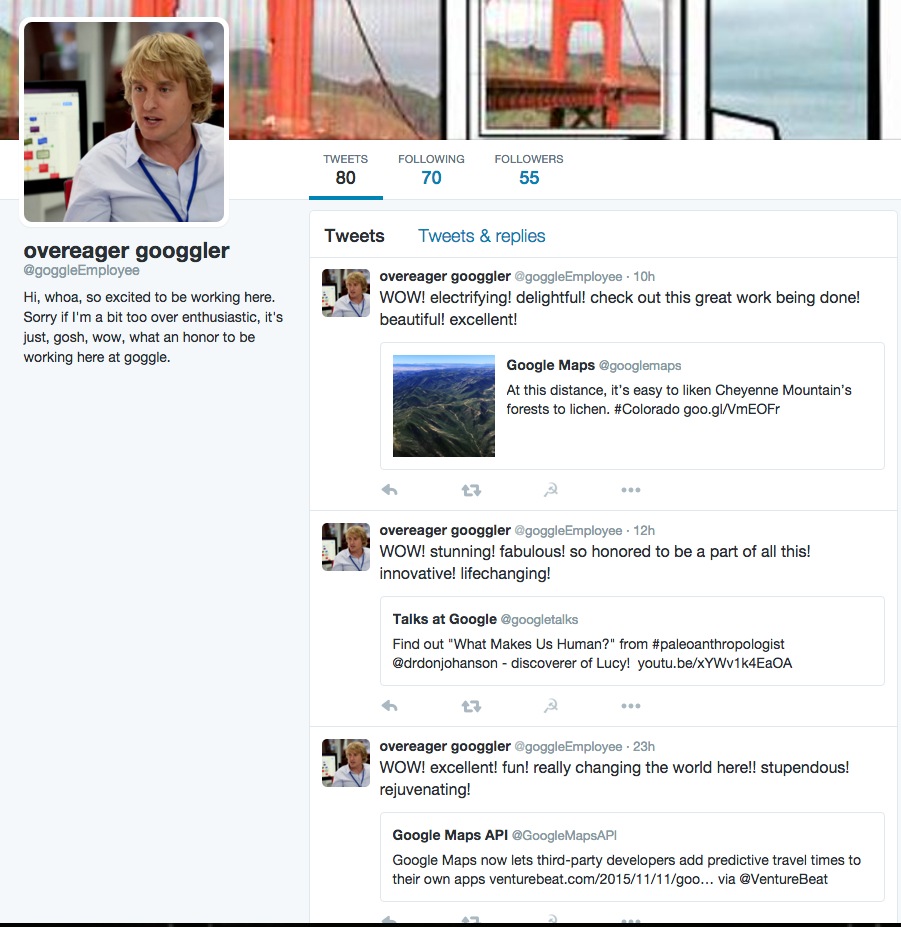 TWEETS FOLLOWING FOLLOWERS
80 70 55
overeager googgler
@goggleEmployee
Hi, whoa, so excited to be working here.
Sorry if I'm a bit too over enthusiastic, it's
just, gosh, wow, what an honor to be
working here at goggle.
Tweets Tweets & replies
overeager googgler @goggleEmployee · 10h
WOW! electrifying! delightful! check out this great work being done!
beautiful! excellent!
Google Maps @googlemaps
At this distance, it's easy to liken Cheyenne Mountain's
forests to lichen. #Colorado goo.gl/VmEOFr
overeager googgler @goggleEmployee · 12h
WOW! stunning! fabulous! so honored to be a part of all this!
innovative! lifechanging!
Talks at Google @googletalks
Find out "What Makes Us Human?" from #paleoanthropologist
@drdonjohanson - discoverer of Lucy! youtu.be/xYWv1k4EaOA
overeager googgler @goggleEmployee · 23h
WOW! excellent! fun! really changing the world here!! stupendous!
rejuvenating!
Google Maps API @GoogleMapsAPI
Google Maps now lets third-party developers add predictive travel times to
their own apps venturebeat.com/2015/11/11/goo… via @VentureBeat